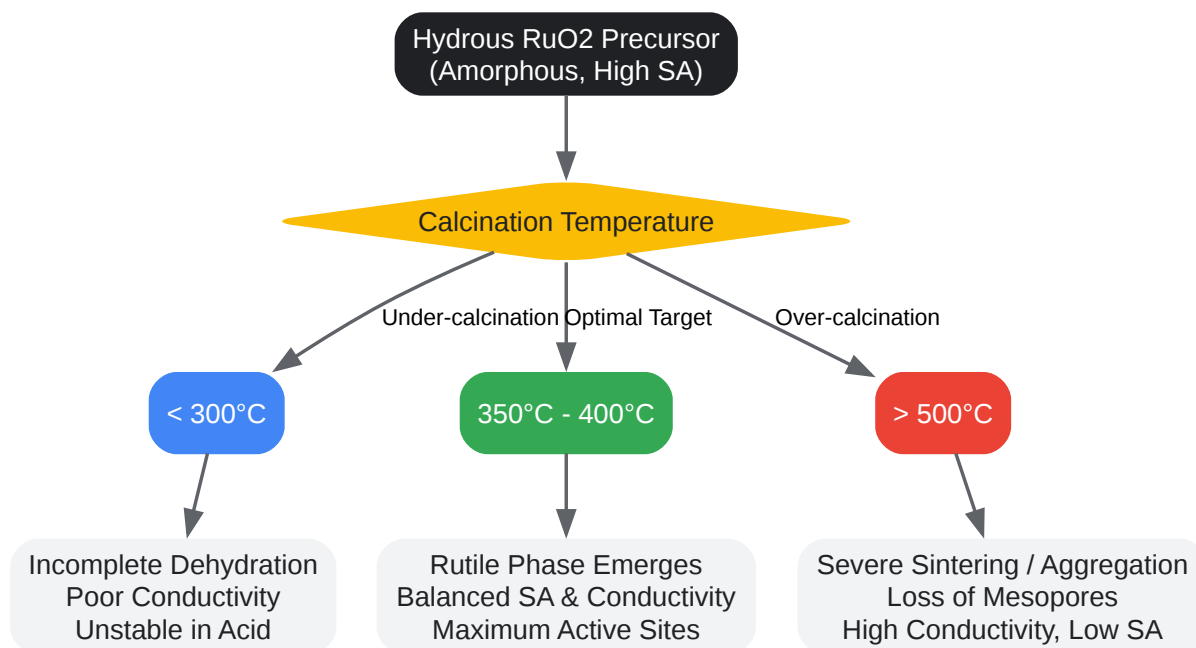 Hydrous RuO2 Precursor
(Amorphous, High SA)
Calcination Temperature
Under-calcination
Optimal Target
Over-calcination
< 300°C
350°C - 400°C
> 500°C
Incomplete Dehydration
Poor Conductivity
Unstable in Acid
Rutile Phase Emerges
Balanced SA & Conductivity
Maximum Active Sites
Severe Sintering / Aggregation
Loss of Mesopores
High Conductivity, Low SA